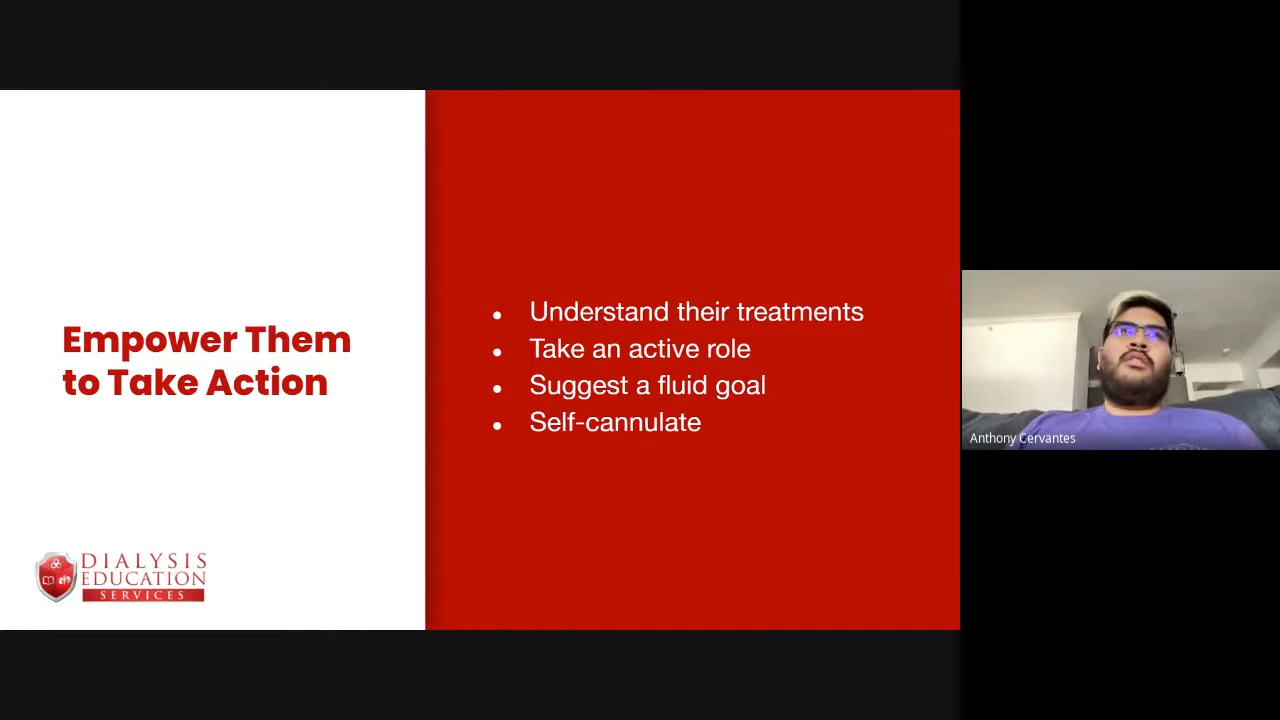 Empower Them
to Take Action
Understand their treatments
Take an active role
Suggest a fluid goal
Self-cannulate
DIALYSIS
EDUCATION
SERVICES
Anthony Cervantes